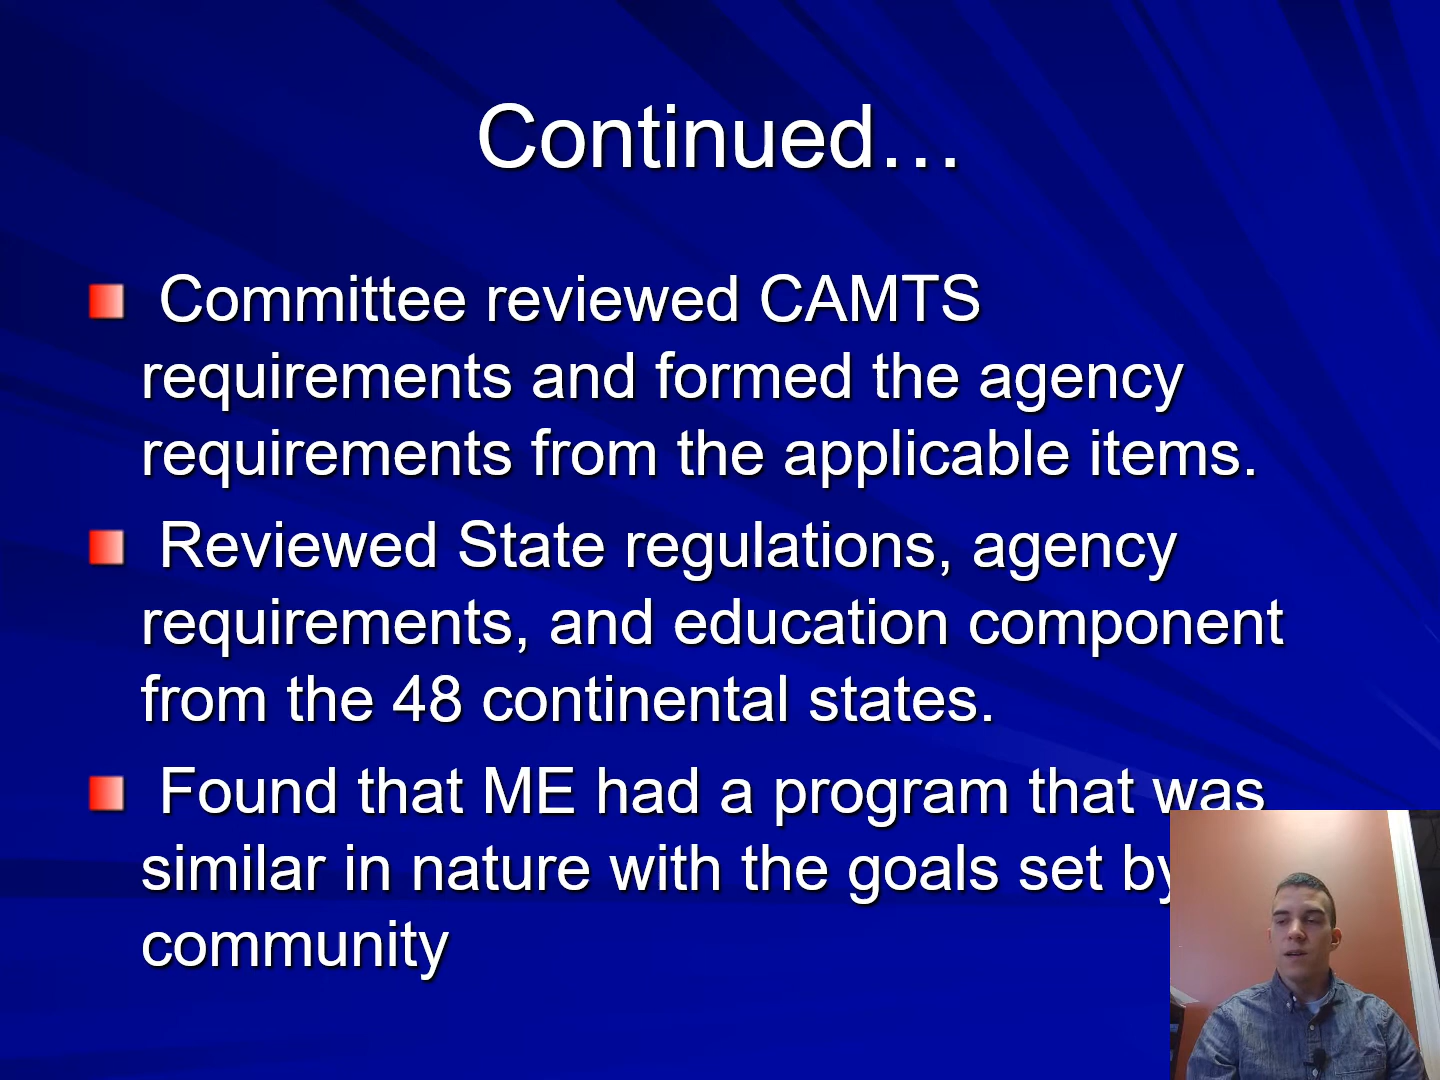 Continued…
Committee reviewed CAMTS
requirements and formed the agency
requirements from the applicable items.
Reviewed State regulations, agency
requirements, and education component
from the 48 continental states.
Found that ME had a program that was
similar in nature with the goals set by
community